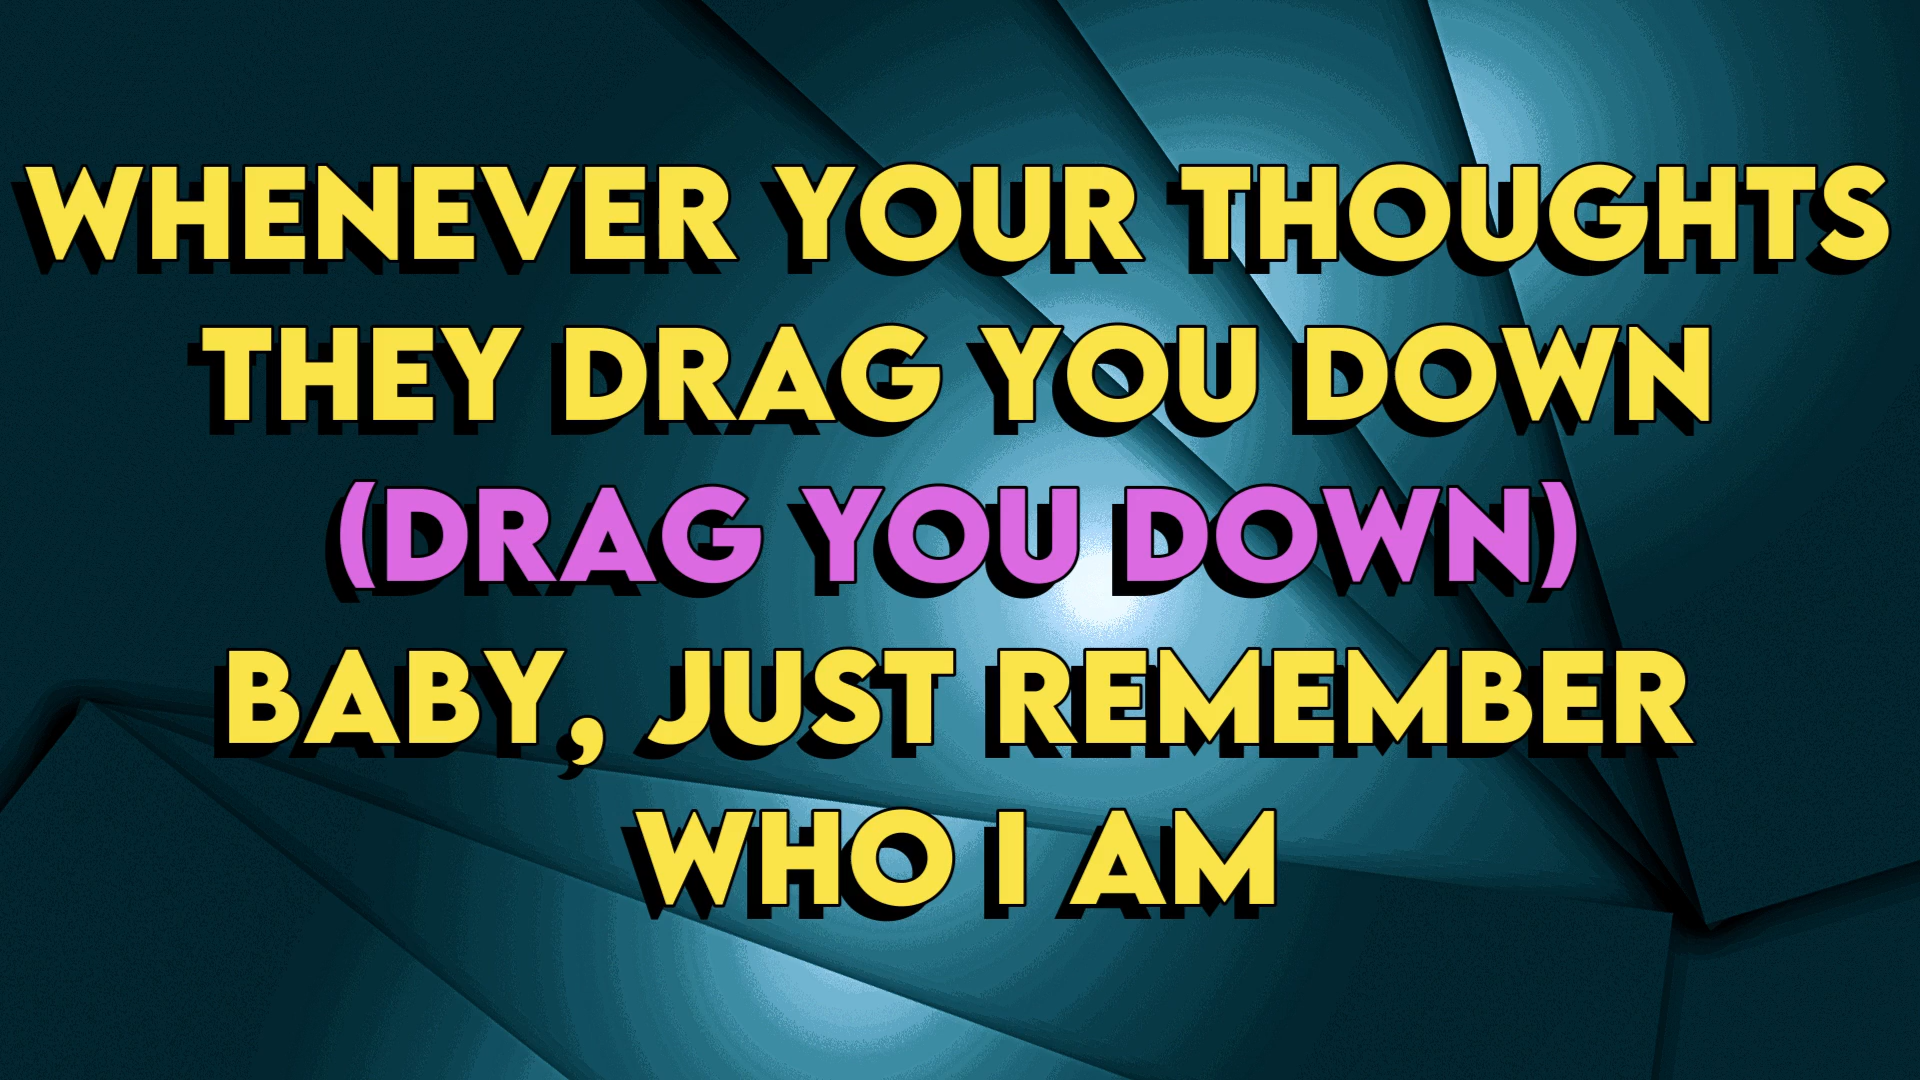 WHENEVER YOUR THOUGHTS
THEY DRAG YOU DOWN
(DRAG YOU DOWN)
BABY, JUST REMEMBER
WHO I AM